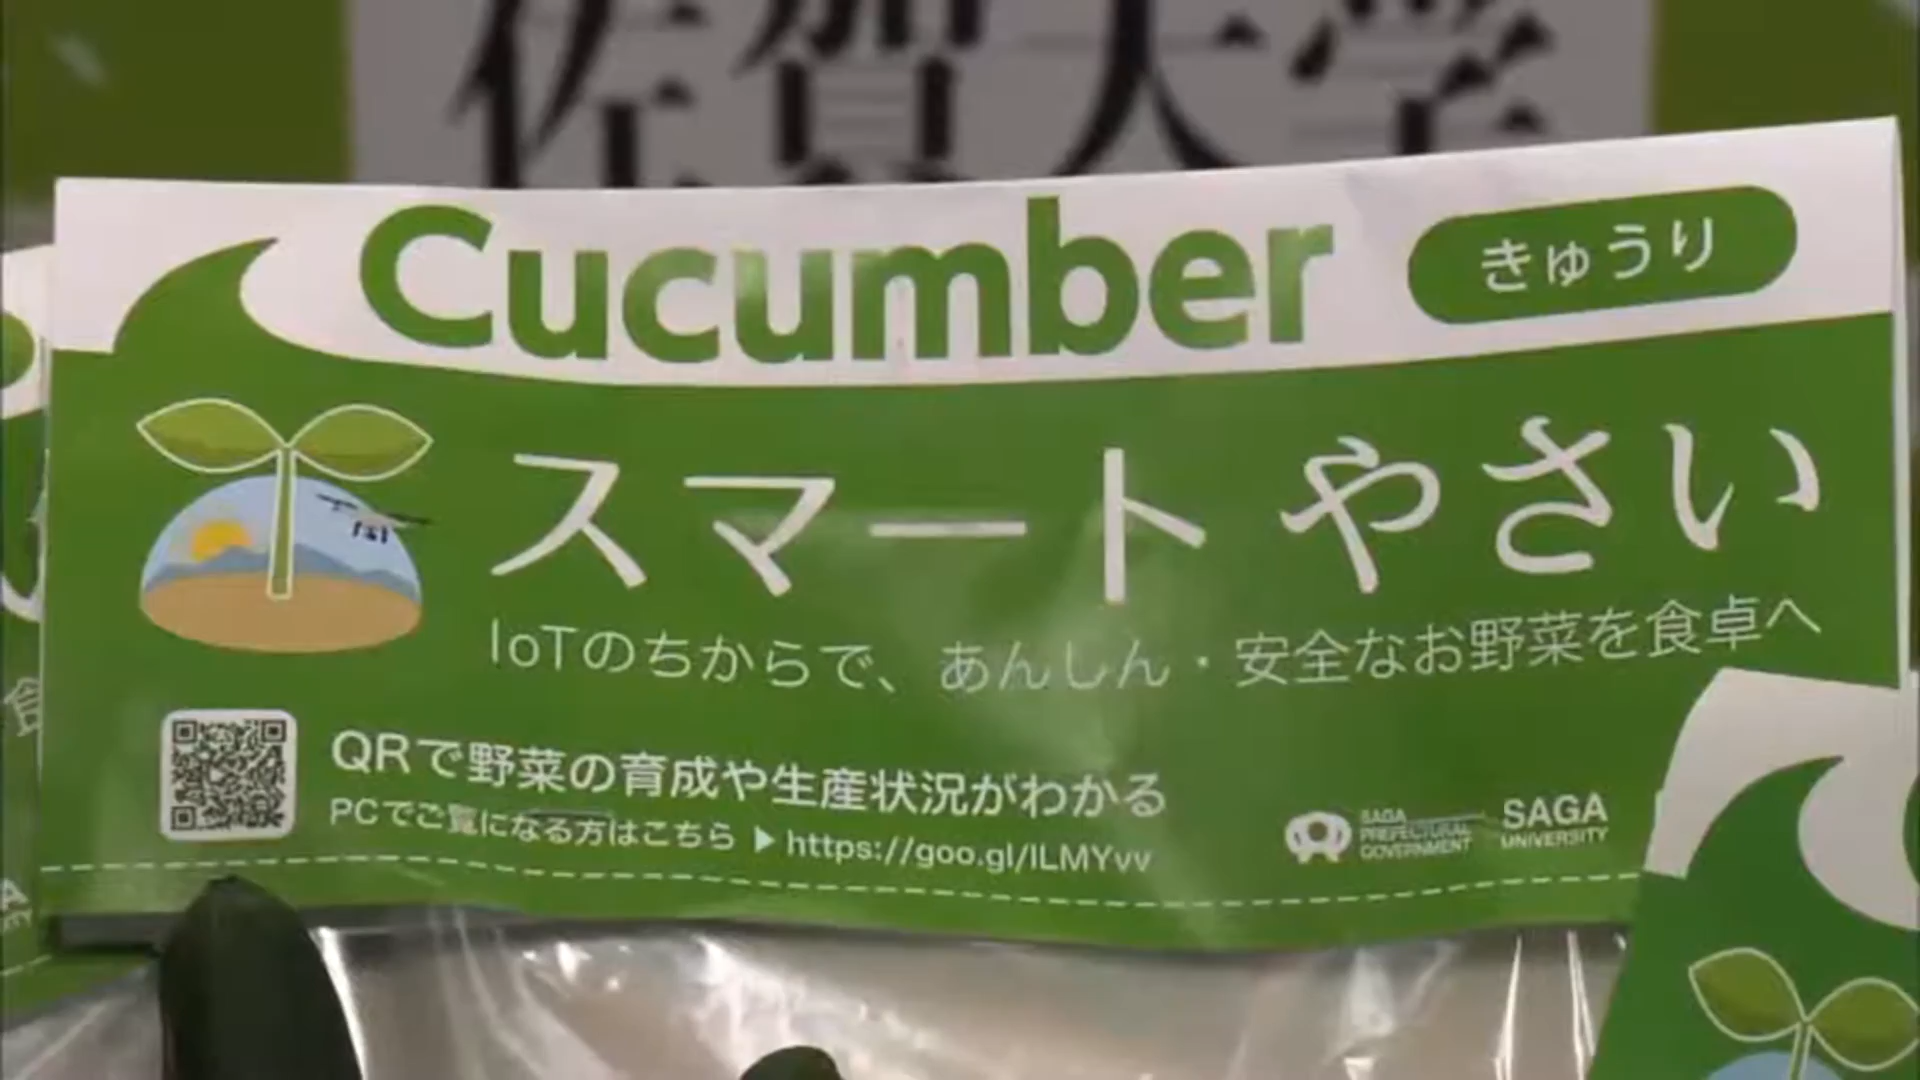 佐賀大学
Cucumber
きゅうり
スマートやさい
IoTのちからで、あんしん・安全なお野菜を食卓へ
QRで野菜の育成や生産状況がわかる
PCでご覧になる方はこちら ▶ https://goo.gl/ILMYvv
SAGA
PREFECTURAL
GOVERNMENT
SAGA
UNIVERSITY
食